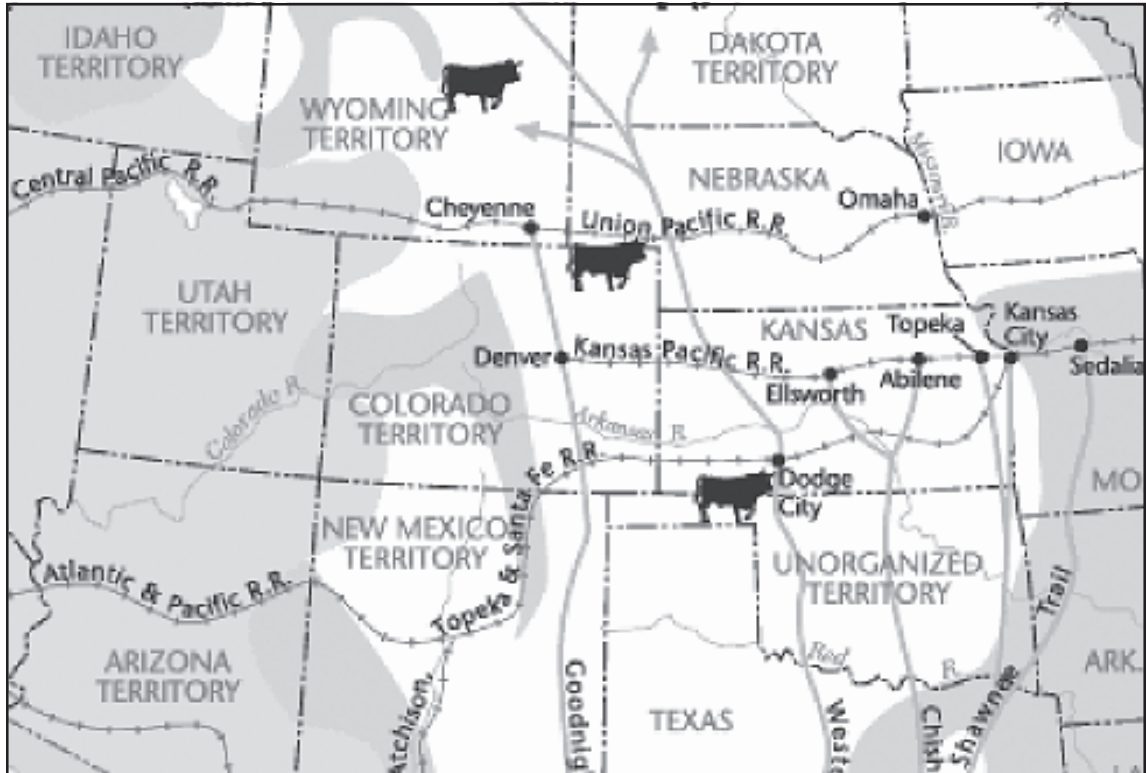 IDAHO
TERRITORY
DAKOTA
TERRITORY
WYOMING
TERRITORY
IOWA
Central Pacific R.R.
NEBRASKA
Omaha
Missouri R.
Cheyenne
Union Pacific R.R.
UTAH
TERRITORY
KANSAS
Topeka
Kansas
City
Denver
Kansas Pacific R.R.
Ellsworth
Abilene
Sedalia
Colorado R.
COLORADO
TERRITORY
Arkansas R.
Dodge
City
MO
NEW MEXICO
TERRITORY
Atchison, Topeka & Santa Fe R.R.
UNORGANIZED
TERRITORY
Atlantic & Pacific R.R.
Shawnee Trail
ARIZONA
TERRITORY
Red R.
ARK.
TEXAS
Goodnig
Weste
Chish